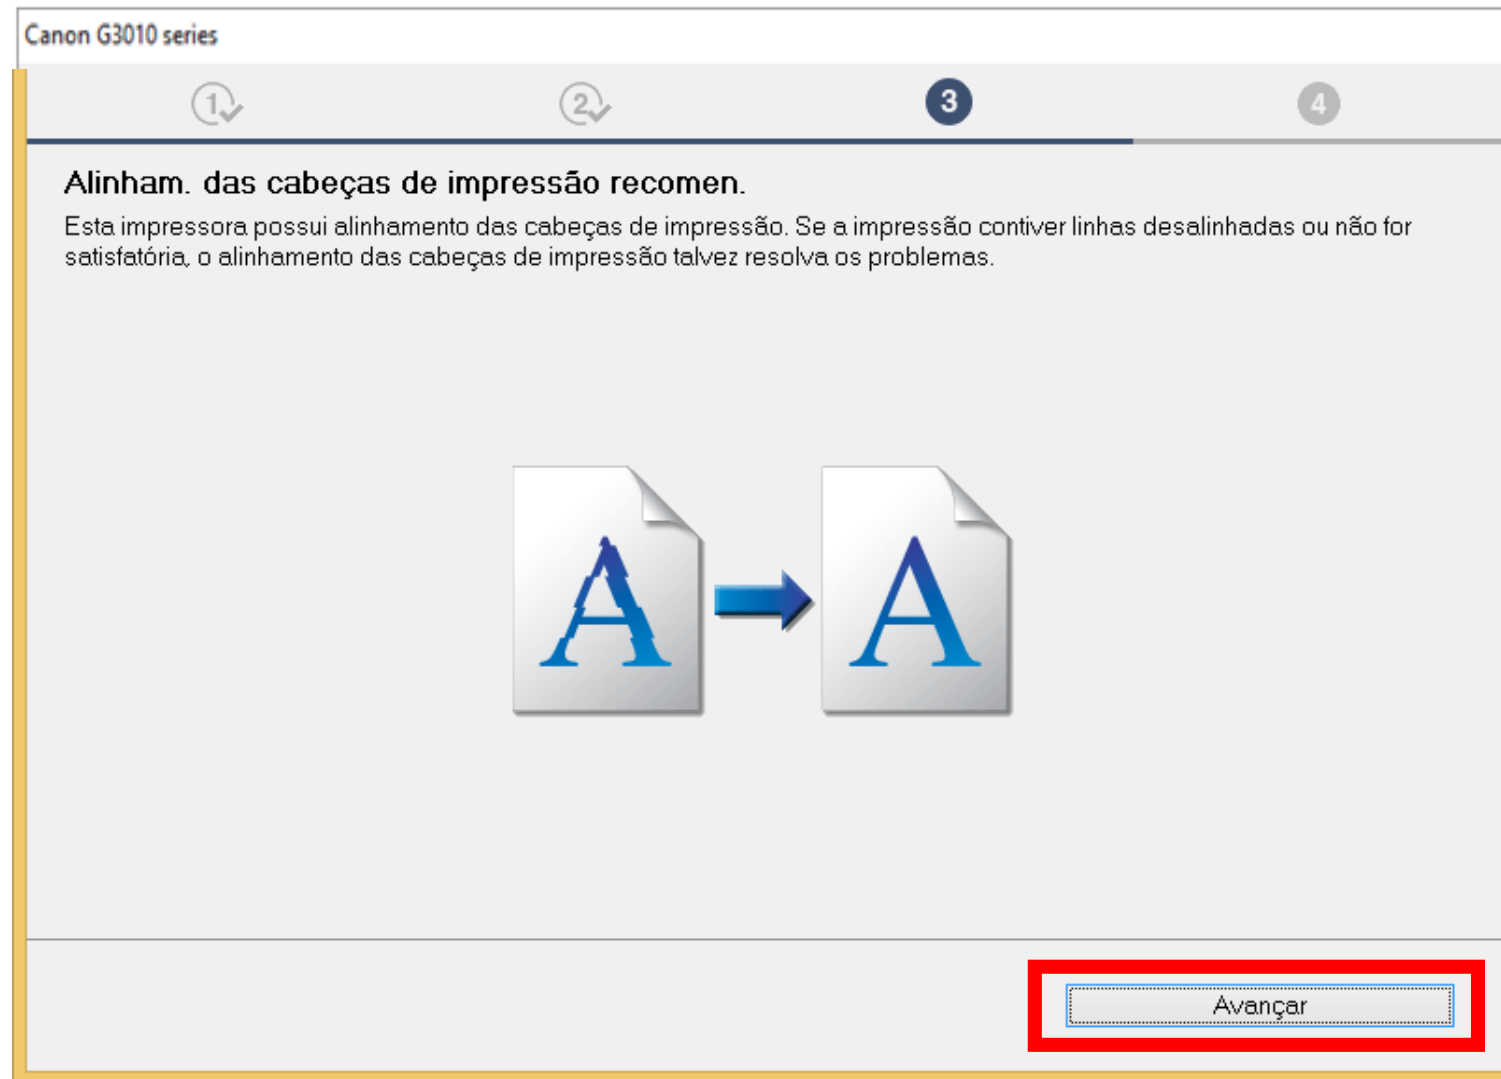 Canon G3010 series
1 2 3 4
Alinham. das cabeças de impressão recomen.
Esta impressora possui alinhamento das cabeças de impressão. Se a impressão contiver linhas desalinhadas ou não for
satisfatória, o alinhamento das cabeças de impressão talvez resolva os problemas.
A A
Avançar